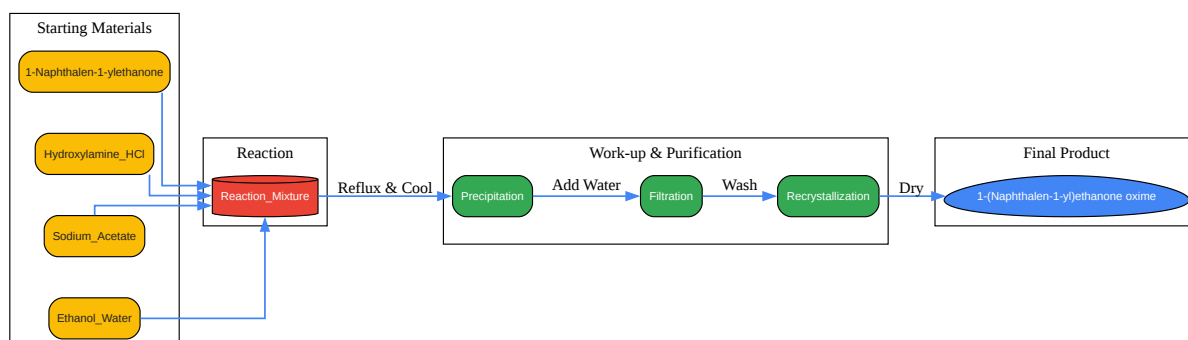 Starting Materials
1-Naphthalen-1-ylethanone
Hydroxylamine_HCl
Sodium_Acetate
Ethanol_Water
Reaction
Reaction_Mixture
Reflux & Cool
Work-up & Purification
Precipitation
Add Water
Filtration
Wash
Recrystallization
Dry
Final Product
1-(Naphthalen-1-yl)ethanone oxime